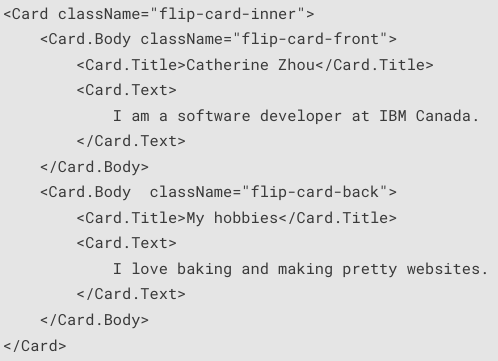 <Card className="flip-card-inner">
    <Card.Body className="flip-card-front">
        <Card.Title>Catherine Zhou</Card.Title>
        <Card.Text>
            I am a software developer at IBM Canada.
        </Card.Text>
    </Card.Body>
    <Card.Body  className="flip-card-back">
        <Card.Title>My hobbies</Card.Title>
        <Card.Text>
            I love baking and making pretty websites.
        </Card.Text>
    </Card.Body>
</Card>